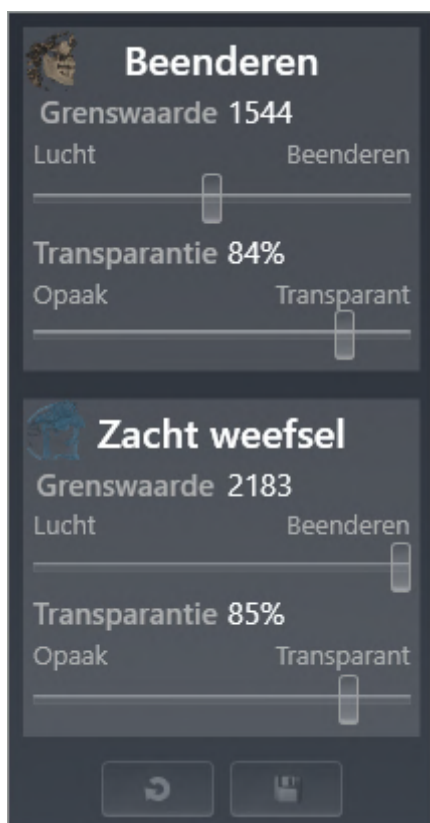 Beenderen
Grenswaarde 1544
Lucht Beenderen
Transparantie 84%
Opaak Transparant
Zacht weefsel
Grenswaarde 2183
Lucht Beenderen
Transparantie 85%
Opaak Transparant